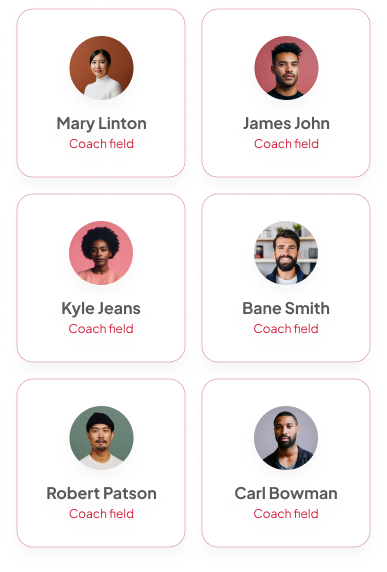 Mary Linton
Coach field
James John
Coach field
Kyle Jeans
Coach field
Bane Smith
Coach field
Robert Patson
Coach field
Carl Bowman
Coach field